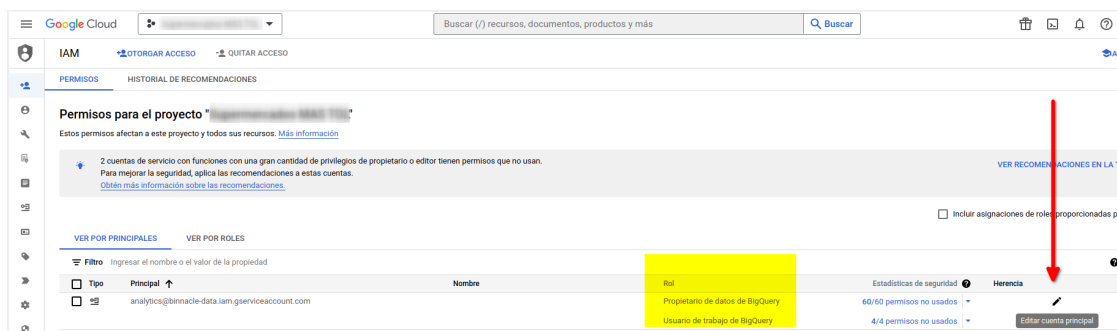 Google Cloud
Buscar (/) recursos, documentos, productos y más
Buscar
IAM
OTORGAR ACCESO
QUITAR ACCESO
PERMISOS
HISTORIAL DE RECOMENDACIONES
Permisos para el proyecto "
"
Estos permisos afectan a este proyecto y todos sus recursos. Más información
2 cuentas de servicio con funciones con una gran cantidad de privilegios de propietario o editor tienen permisos que no usan.
Para mejorar la seguridad, aplica las recomendaciones a estas cuentas.
Obtén más información sobre las recomendaciones.
VER RECOMENDACIONES EN LA
Incluir asignaciones de roles proporcionadas p
VER POR PRINCIPALES
VER POR ROLES
Filtro Ingresar el nombre o el valor de la propiedad
Tipo Principal Nombre Rol Estadísticas de seguridad Herencia
analytics@binnacle-data.iam.gserviceaccount.com Propietario de datos de BigQuery 60/60 permisos no usados
Usuario de trabajo de BigQuery 4/4 permisos no usados
Editar cuenta principal